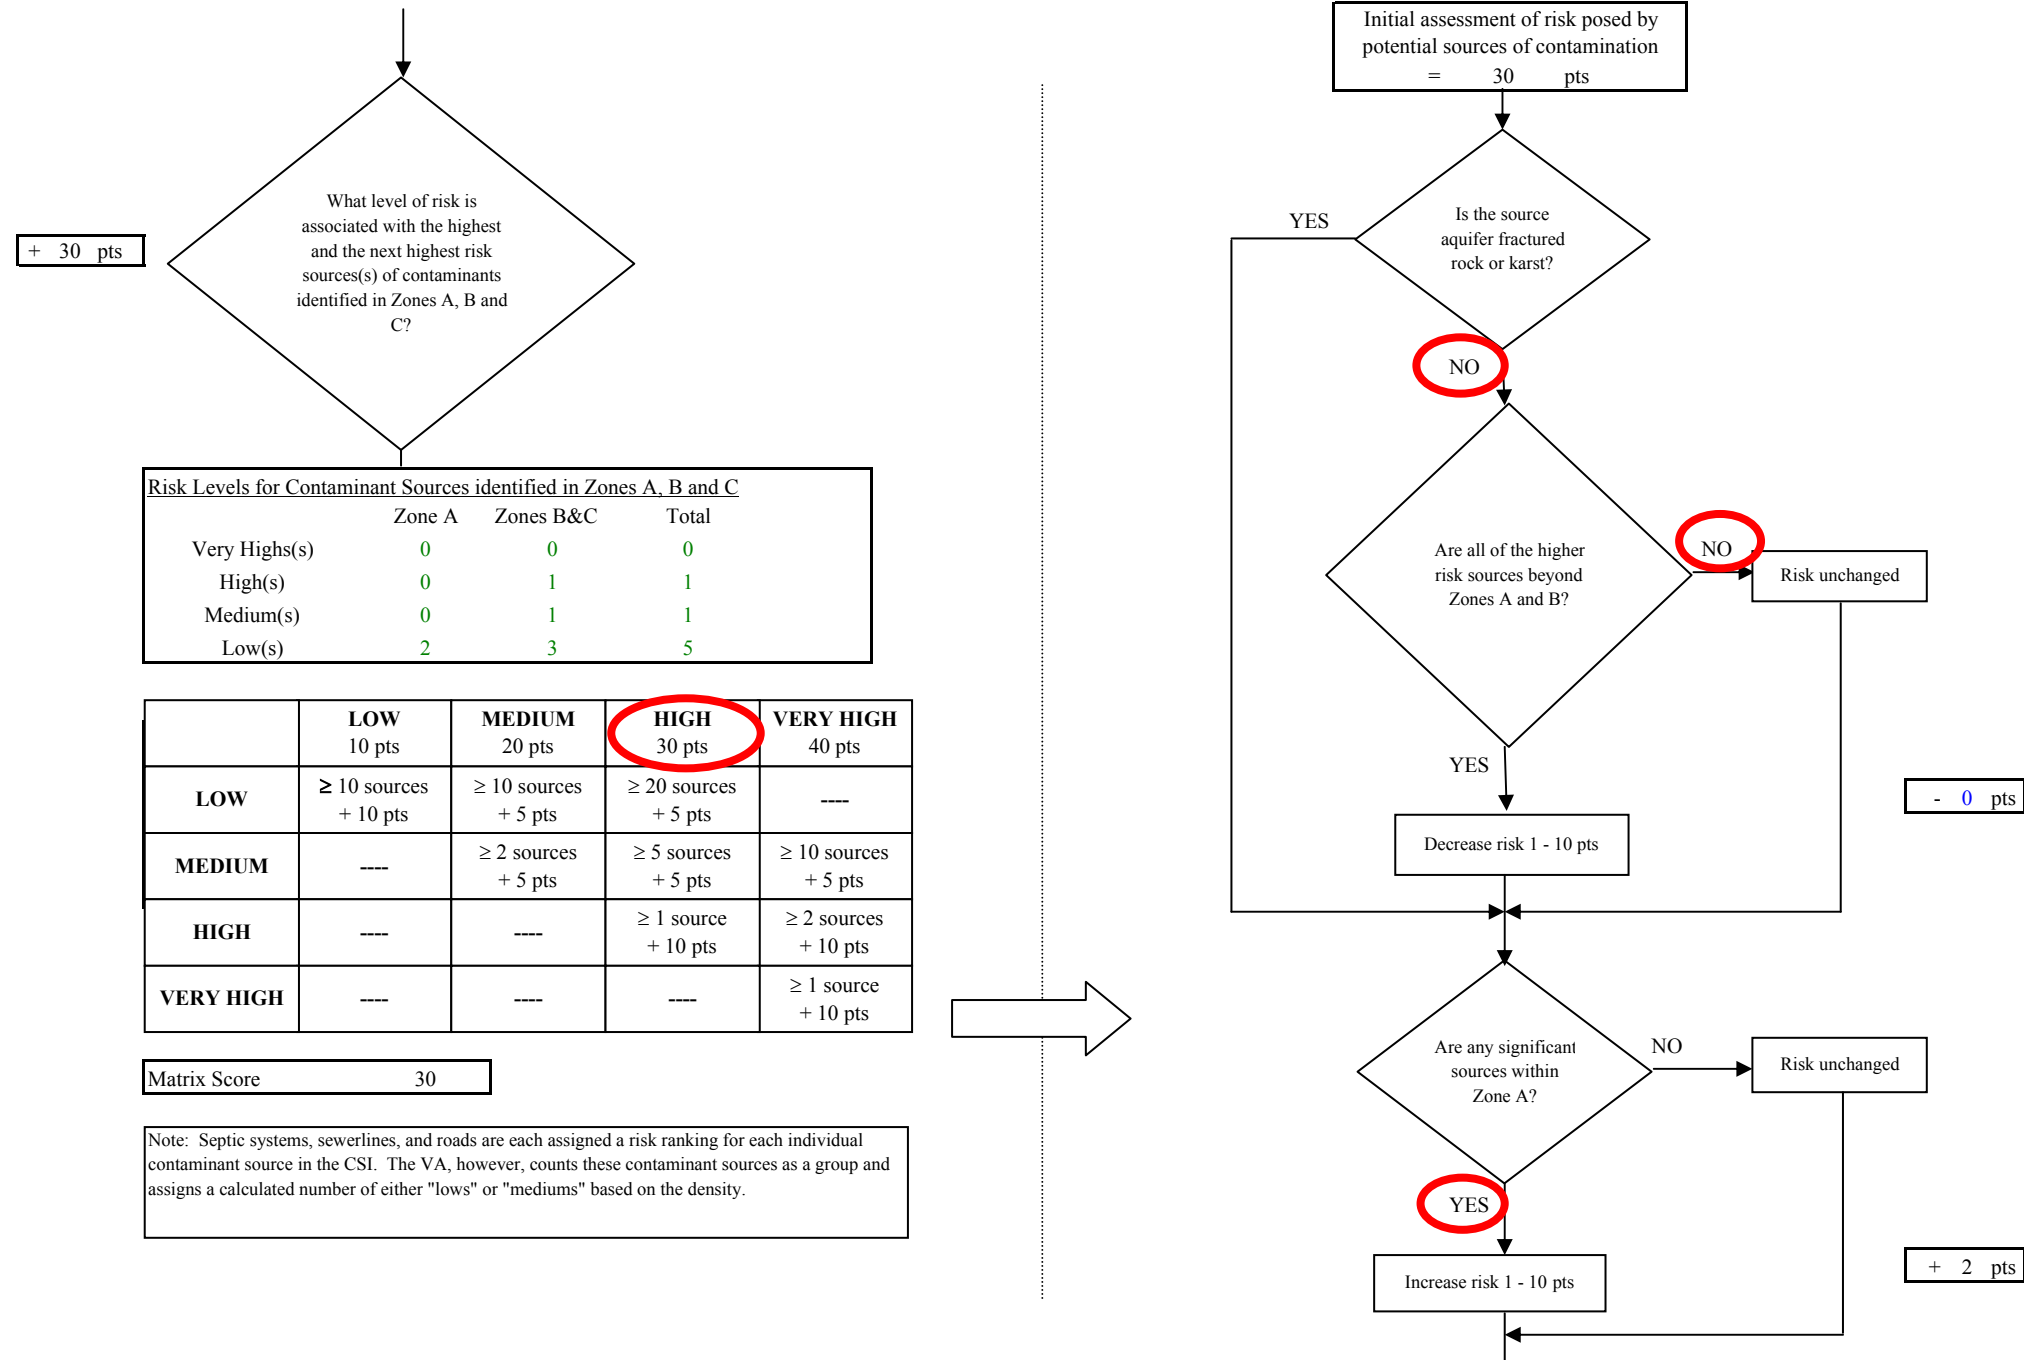 What level of risk is
associated with the highest
and the next highest risk
sources(s) of contaminants
identified in Zones A, B and
C?
+ 30 pts
Risk Levels for Contaminant Sources identified in Zones A, B and C
Zone A Zones B&C Total
Very Highs(s) 0 0 0
High(s) 0 1 1
Medium(s) 0 1 1
Low(s) 2 3 5
LOW MEDIUM HIGH VERY HIGH
10 pts 20 pts 30 pts 40 pts
LOW ≥ 10 sources ≥ 10 sources ≥ 20 sources ----
+ 10 pts + 5 pts + 5 pts
MEDIUM ---- ≥ 2 sources ≥ 5 sources ≥ 10 sources
+ 5 pts + 5 pts + 5 pts
HIGH ---- ---- ≥ 1 source ≥ 2 sources
+ 10 pts + 10 pts
VERY HIGH ---- ---- ---- ≥ 1 source
+ 10 pts
Matrix Score 30
Note: Septic systems, sewerlines, and roads are each assigned a risk ranking for each individual
contaminant source in the CSI. The VA, however, counts these contaminant sources as a group and
assigns a calculated number of either "lows" or "mediums" based on the density.
Initial assessment of risk posed by
potential sources of contamination
= 30 pts
Is the source
aquifer fractured
rock or karst?
YES
NO
Are all of the higher
risk sources beyond
Zones A and B?
NO
Risk unchanged
YES
- 0 pts
Decrease risk 1 - 10 pts
Are any significant
sources within
Zone A?
NO
Risk unchanged
YES
+ 2 pts
Increase risk 1 - 10 pts